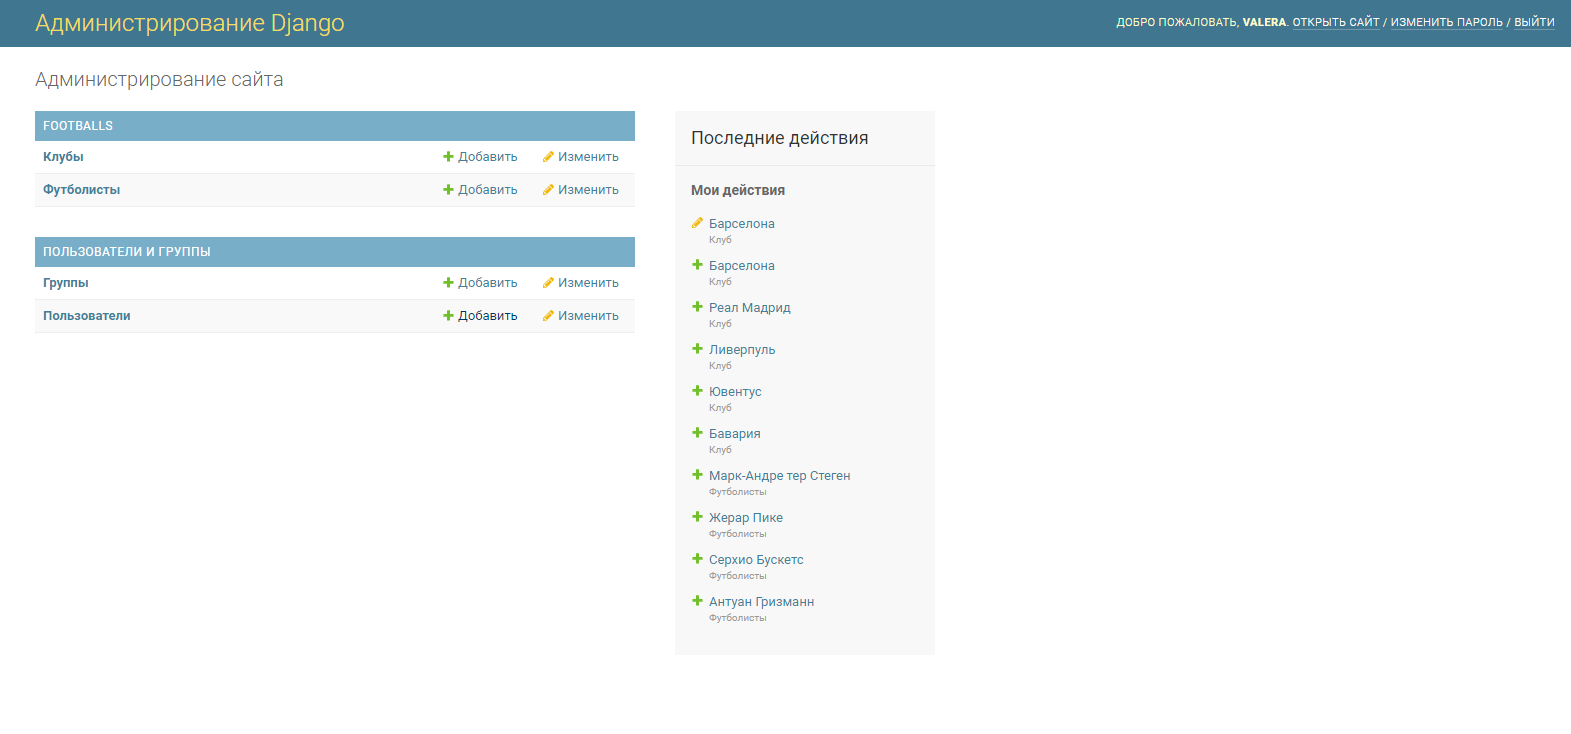 Администрирование Django
ДОБРО ПОЖАЛОВАТЬ, VALERA. ОТКРЫТЬ САЙТ / ИЗМЕНИТЬ ПАРОЛЬ / ВЫЙТИ
Администрирование сайта
FOOTBALLS
Клубы Добавить Изменить
Футболисты Добавить Изменить
ПОЛЬЗОВАТЕЛИ И ГРУППЫ
Группы Добавить Изменить
Пользователи Добавить Изменить
Последние действия
Мои действия
Барселона
Клуб
Барселона
Клуб
Реал Мадрид
Клуб
Ливерпуль
Клуб
Ювентус
Клуб
Бавария
Клуб
Марк-Андре тер Стеген
Футболисты
Жерар Пике
Футболисты
Серхио Бускетс
Футболисты
Антуан Гризманн
Футболисты